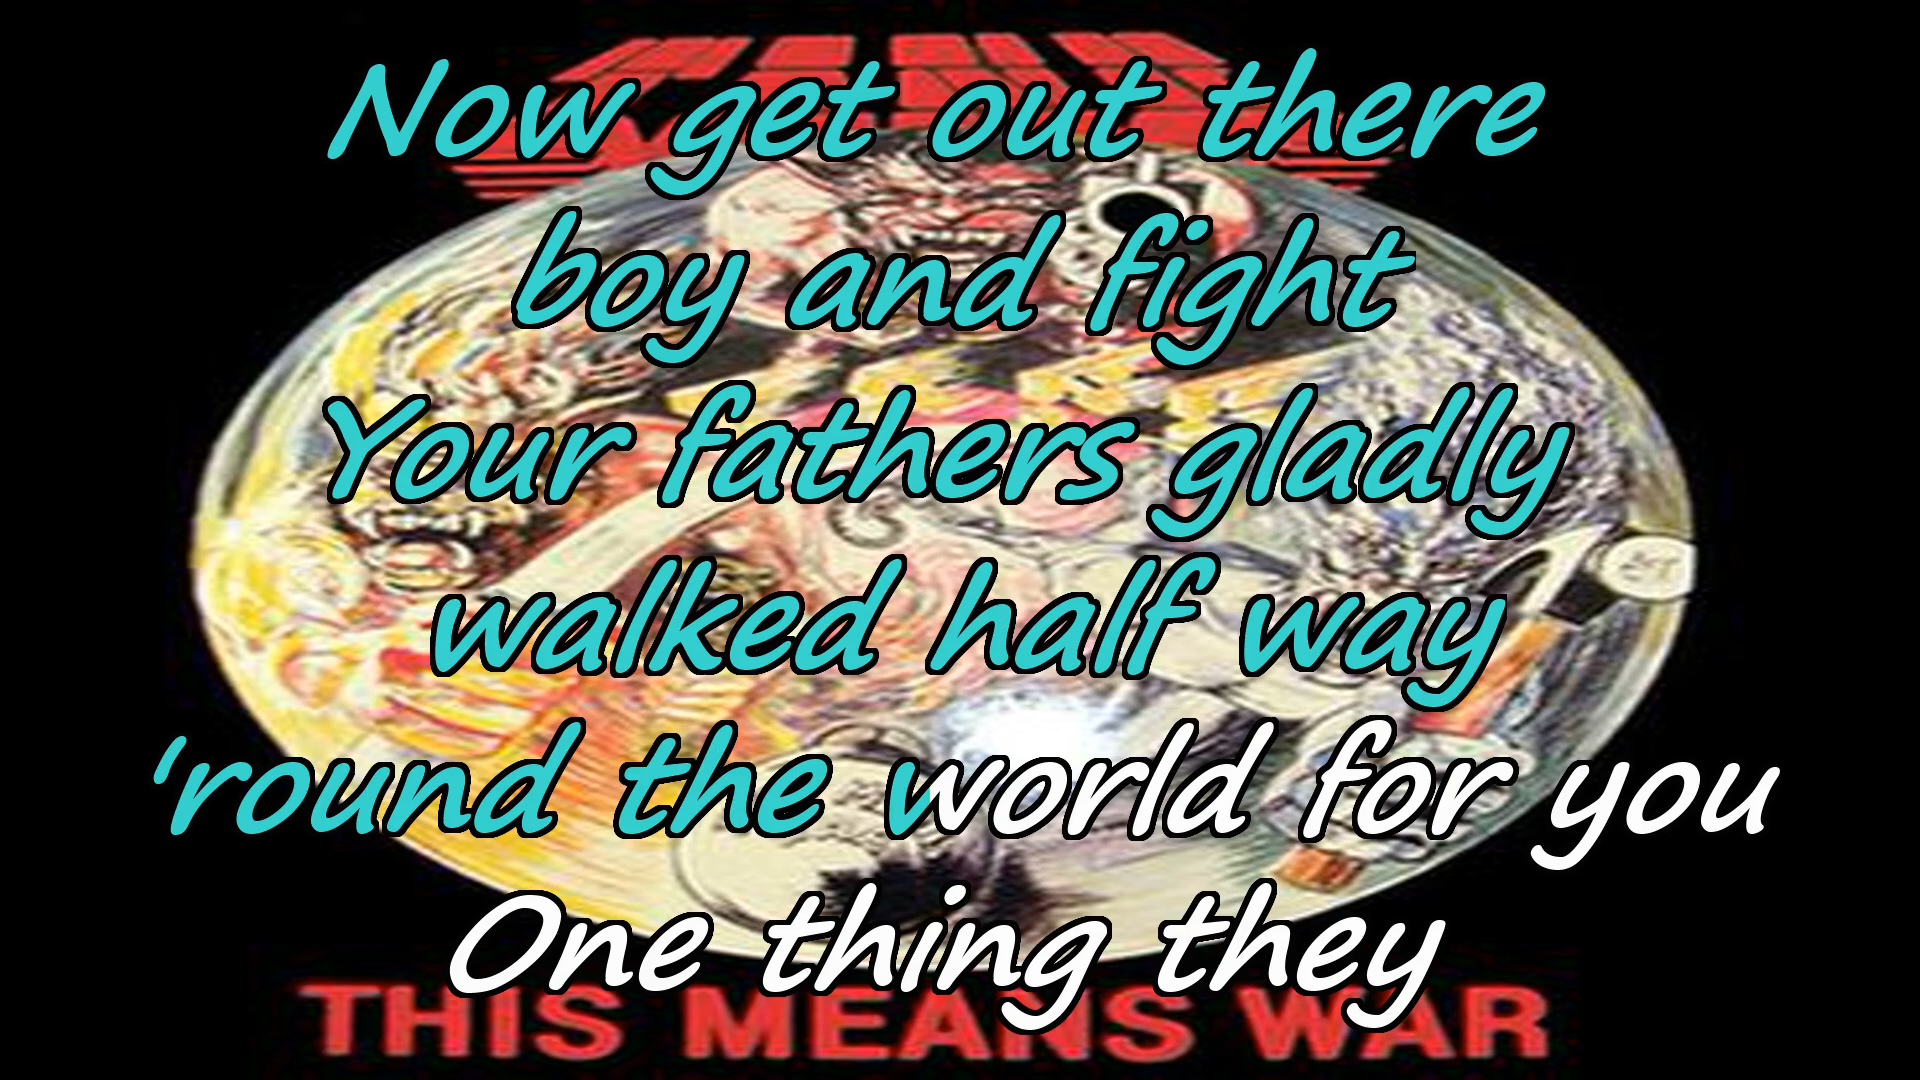 Now get out there
boy and fight
Your fathers gladly
walked half way
'round the world for you
One thing they
THIS MEANS WAR